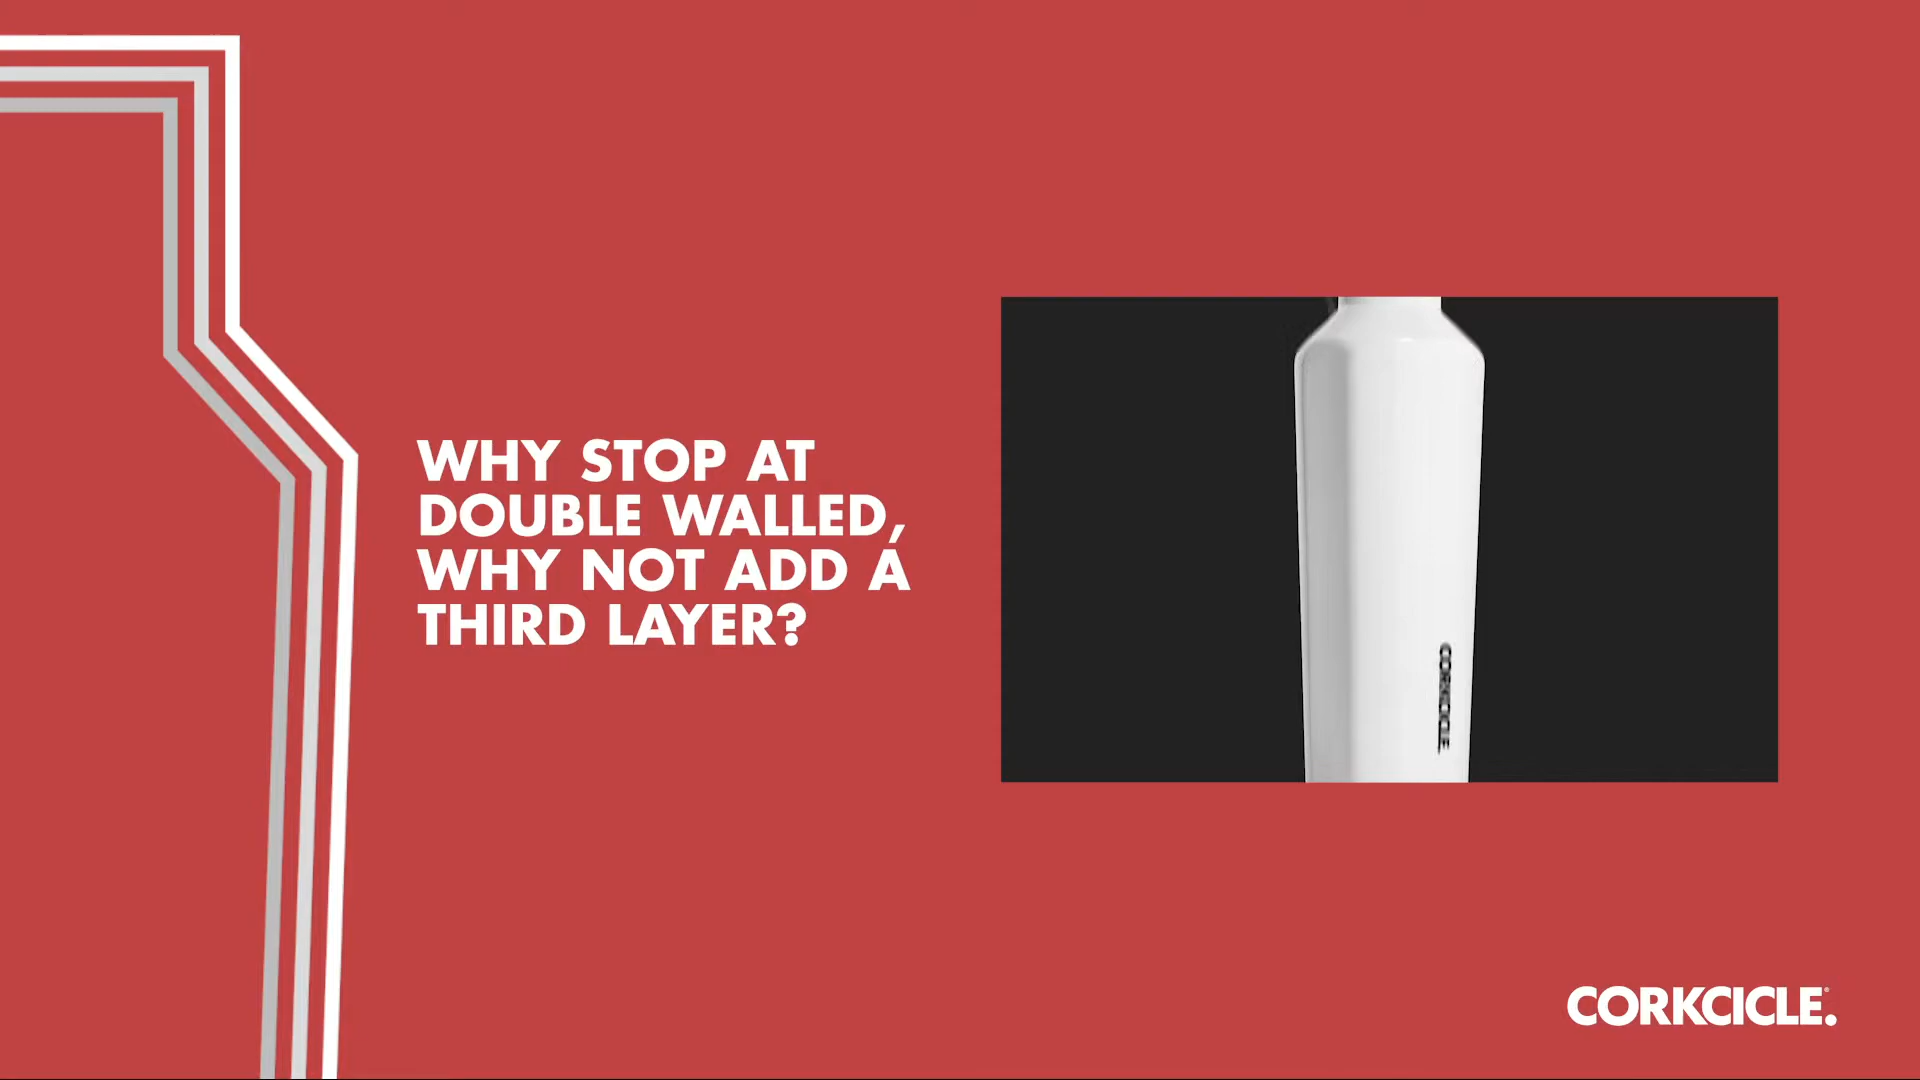 WHY STOP AT
DOUBLE WALLED,
WHY NOT ADD A
THIRD LAYER?
CORKCICLE
CORKCICLE.